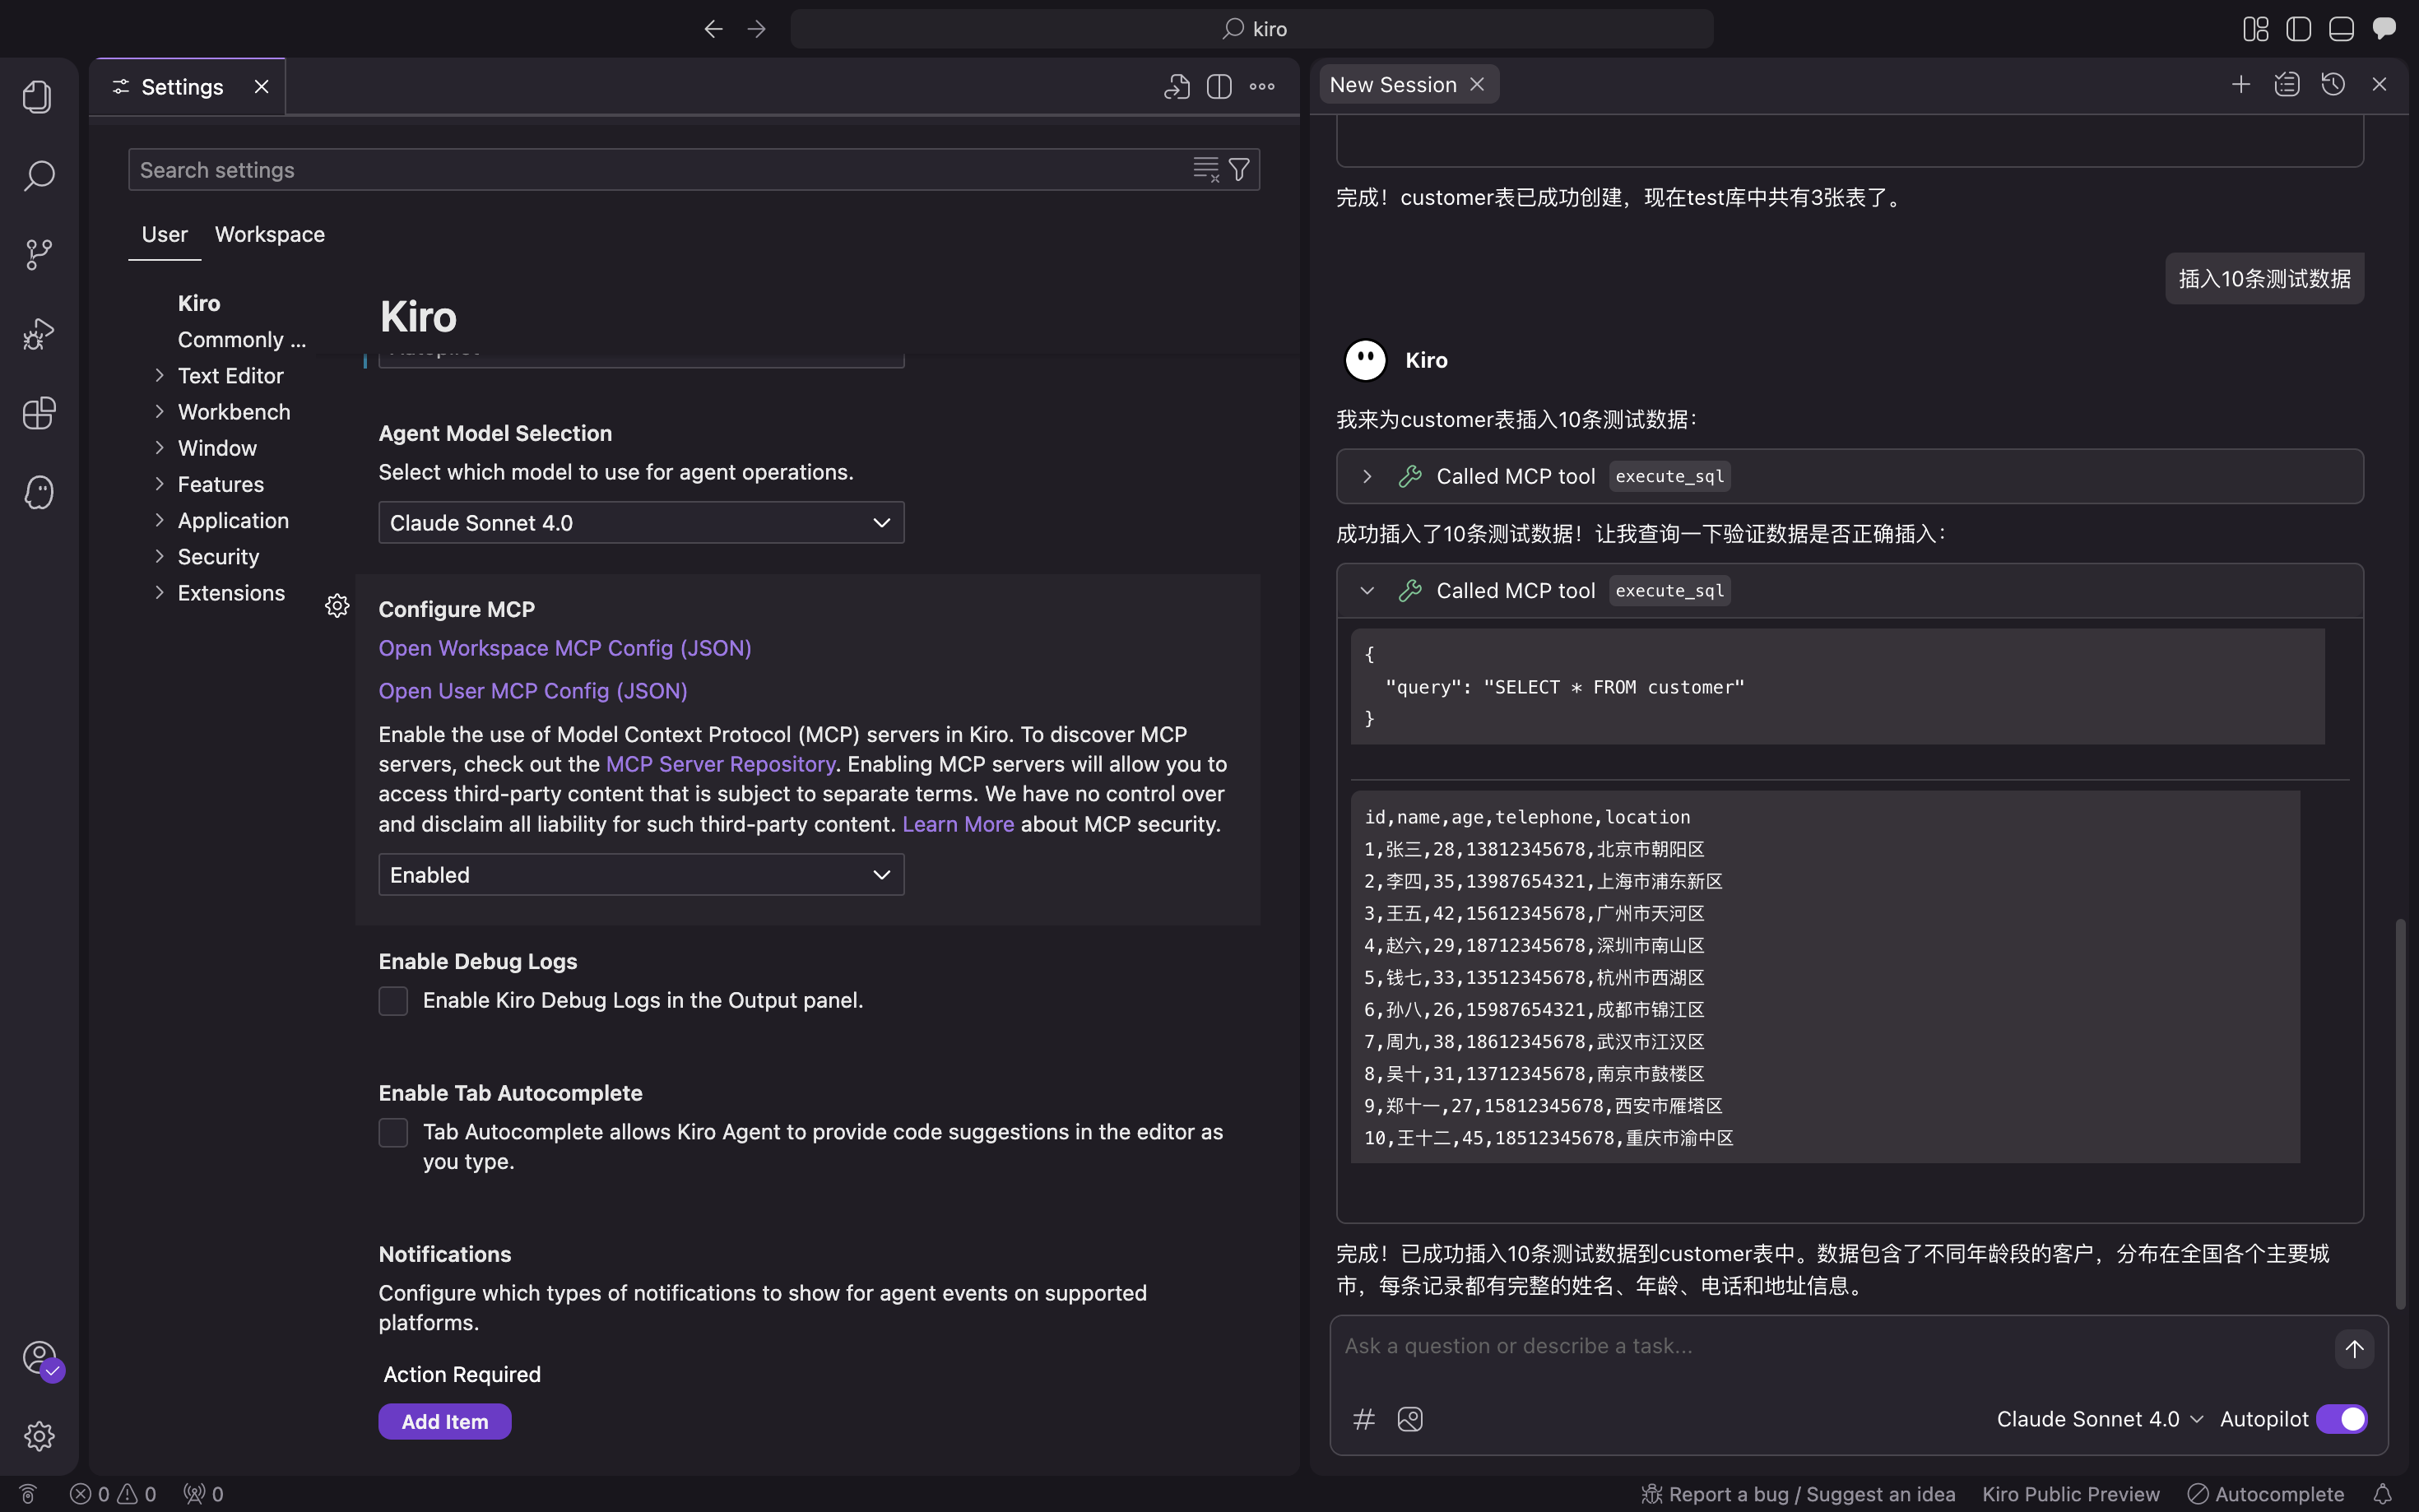 kiro
Settings
Search settings
User
Workspace
Kiro
Commonly ...
Text Editor
Workbench
Window
Features
Application
Security
Extensions
Kiro
Agent Model Selection
Select which model to use for agent operations.
Claude Sonnet 4.0
Configure MCP
Open Workspace MCP Config (JSON)
Open User MCP Config (JSON)
Enable the use of Model Context Protocol (MCP) servers in Kiro. To discover MCP
servers, check out the MCP Server Repository. Enabling MCP servers will allow you to
access third-party content that is subject to separate terms. We have no control over
and disclaim all liability for such third-party content. Learn More about MCP security.
Enabled
Enable Debug Logs
Enable Kiro Debug Logs in the Output panel.
Enable Tab Autocomplete
Tab Autocomplete allows Kiro Agent to provide code suggestions in the editor as
you type.
Notifications
Configure which types of notifications to show for agent events on supported
platforms.
Action Required
Add Item
New Session
完成！customer表已成功创建，现在test库中共有3张表了。
插入10条测试数据
Kiro
我来为customer表插入10条测试数据：
Called MCP tool execute_sql
成功插入了10条测试数据！让我查询一下验证数据是否正确插入：
Called MCP tool execute_sql
{
"query": "SELECT * FROM customer"
}
id,name,age,telephone,location
1,张三,28,13812345678,北京市朝阳区
2,李四,35,13987654321,上海市浦东新区
3,王五,42,15612345678,广州市天河区
4,赵六,29,18712345678,深圳市南山区
5,钱七,33,13512345678,杭州市西湖区
6,孙八,26,15987654321,成都市锦江区
7,周九,38,18612345678,武汉市江汉区
8,吴十,31,13712345678,南京市鼓楼区
9,郑十一,27,15812345678,西安市雁塔区
10,王十二,45,18512345678,重庆市渝中区
完成！已成功插入10条测试数据到customer表中。数据包含了不同年龄段的客户，分布在全国各个主要城
市，每条记录都有完整的姓名、年龄、电话和地址信息。
Ask a question or describe a task...
Claude Sonnet 4.0
Autopilot
0 0 0
Report a bug / Suggest an idea
Kiro Public Preview
Autocomplete